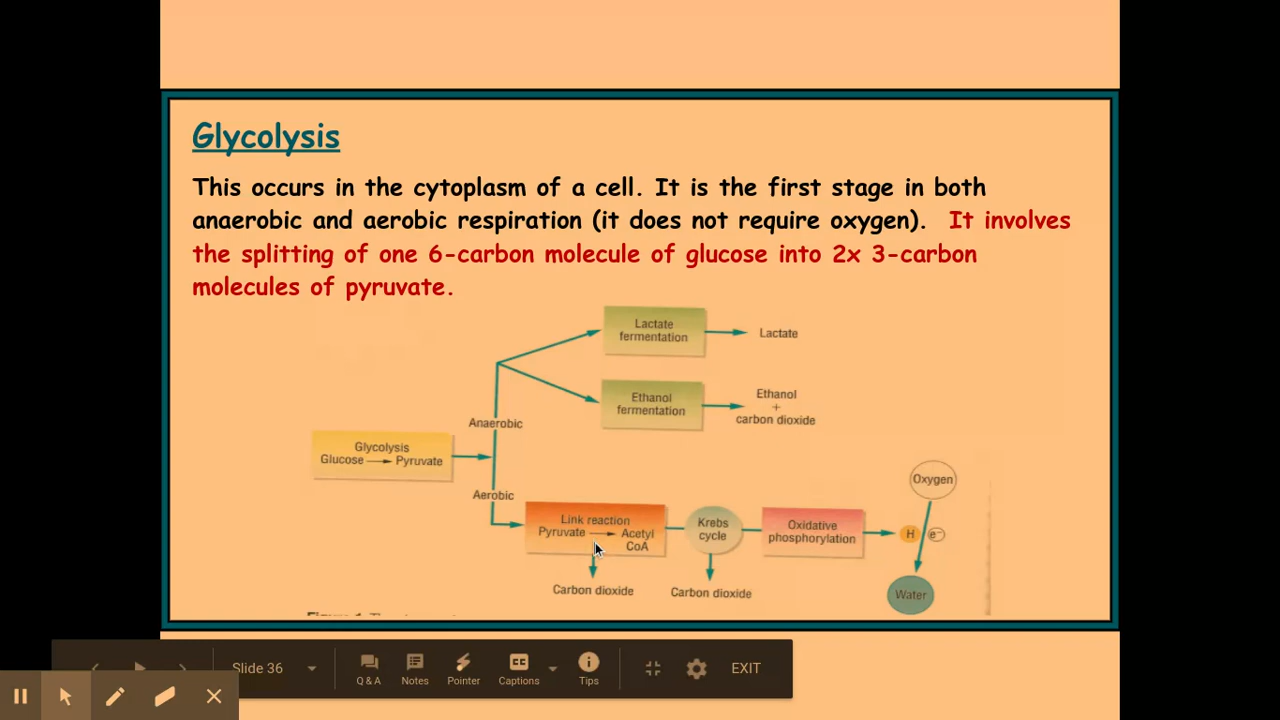 Glycolysis
This occurs in the cytoplasm of a cell. It is the first stage in both
anaerobic and aerobic respiration (it does not require oxygen). It involves
the splitting of one 6-carbon molecule of glucose into 2x 3-carbon
molecules of pyruvate.
Lactate
fermentation
Lactate
Ethanol
fermentation
Ethanol
+
carbon dioxide
Anaerobic
Glycolysis
Glucose → Pyruvate
Aerobic
Link reaction
Pyruvate → Acetyl
CoA
Krebs
cycle
Oxidative
phosphorylation
Oxygen
H
e⁻
Carbon dioxide
Carbon dioxide
Water
Slide 36
Q & A
Notes
Pointer
CC
Captions
Tips
EXIT